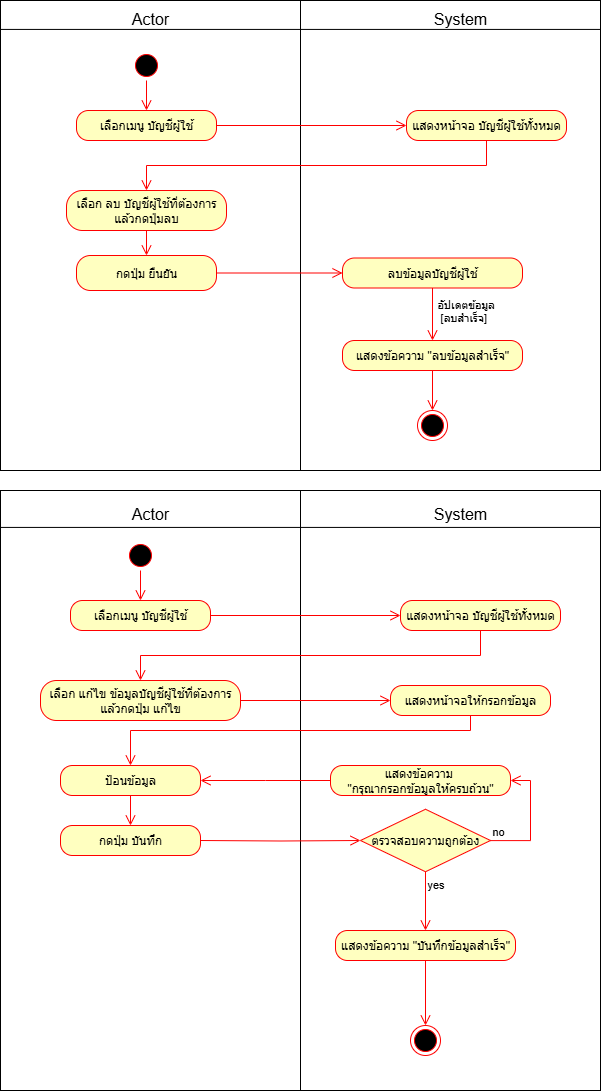 Actor
System
เลือกเมนู บัญชีผู้ใช้
แสดงหน้าจอ บัญชีผู้ใช้ทั้งหมด
เลือก ลบ บัญชีผู้ใช้ที่ต้องการ
แล้วกดปุ่มลบ
กดปุ่ม ยืนยัน
ลบข้อมูลบัญชีผู้ใช้
อัปเดตข้อมูล
[ลบสำเร็จ]
แสดงข้อความ "ลบข้อมูลสำเร็จ"
Actor
System
เลือกเมนู บัญชีผู้ใช้
แสดงหน้าจอ บัญชีผู้ใช้ทั้งหมด
เลือก แก้ไข ข้อมูลบัญชีผู้ใช้ที่ต้องการ
แล้วกดปุ่ม แก้ไข
แสดงหน้าจอให้กรอกข้อมูล
ป้อนข้อมูล
แสดงข้อความ
"กรุณากรอกข้อมูลให้ครบถ้วน"
กดปุ่ม บันทึก
ตรวจสอบความถูกต้อง
no
yes
แสดงข้อความ "บันทึกข้อมูลสำเร็จ"